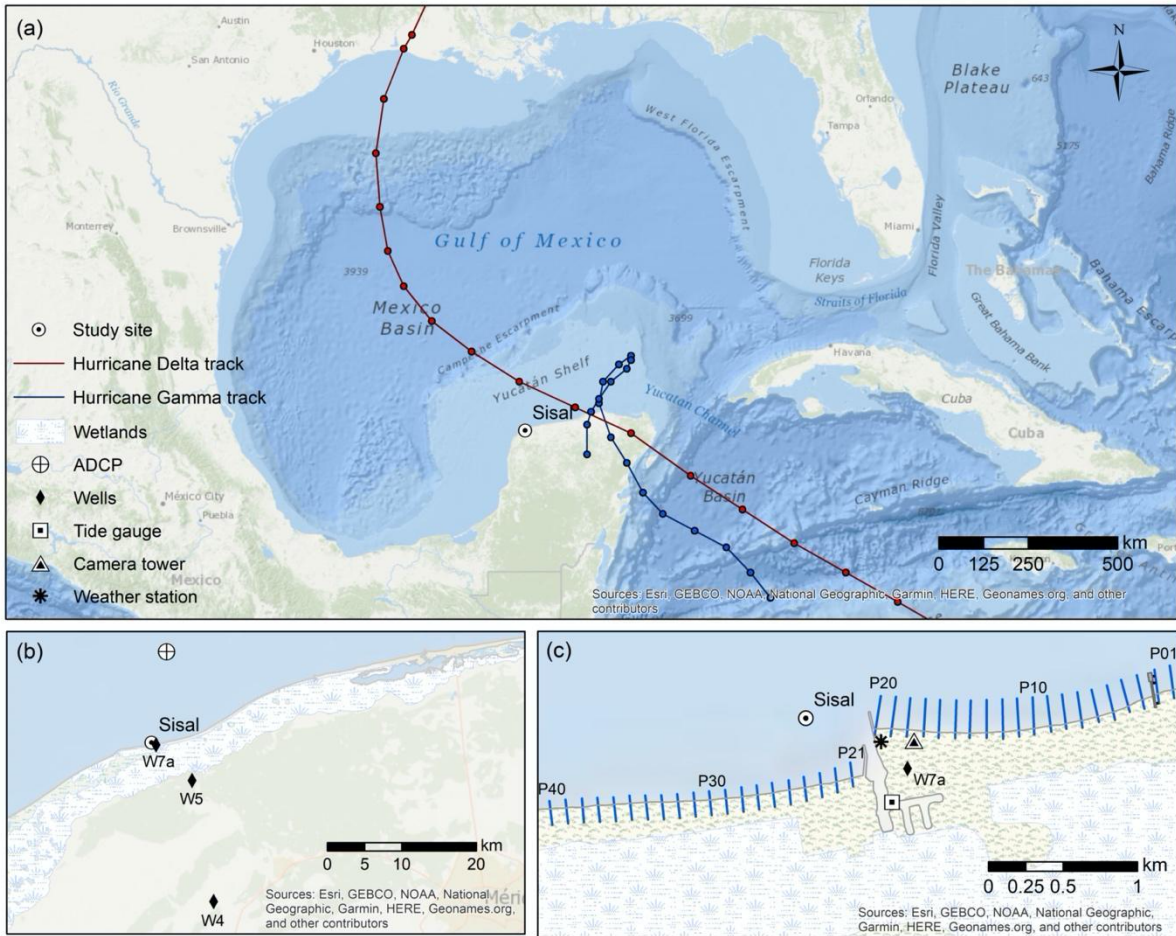 (a)
Austin
Houston
San Antonio
Rio Grande
Blake
Plateau
643
N
Orlando
Tampa
West Florida Escarpment
5175
Bahama Ridge
Monterrey
Brownsville
Gulf of Mexico
Miami
Florida Valley
3939
Florida
Keys
The Bahamas
Mexico
Basin
Straits of Florida
Great Bahama Bank
Bahama Escarp
Study site
Campeche Escarpment
3699
Havana
Hurricane Delta track
Yucatán Shelf
Hurricane Gamma track
Yucatan Channel
Cuba
Sisal
Wetlands
Cuba
ADCP
Yucatán
Basin
Cayman Ridge
Wells
México City
Puebla
Tide gauge
km
0 125 250 500
Camera tower
Mexico
Port
Weather station
Sources: Esri, GEBCO, NOAA, National Geographic, Garmin, HERE, Geonames.org, and other
contributors
(b)
Sisal
W7a
W5
W4
km
0 5 10 20
Méri
Sources: Esri, GEBCO, NOAA, National
Geographic, Garmin, HERE, Geonames.org,
and other contributors
(c)
P01
P20
P10
Sisal
P21
W7a
P30
P40
km
0 0.25 0.5 1
Sources: Esri, GEBCO, NOAA, National Geographic,
Garmin, HERE, Geonames.org, and other contributors